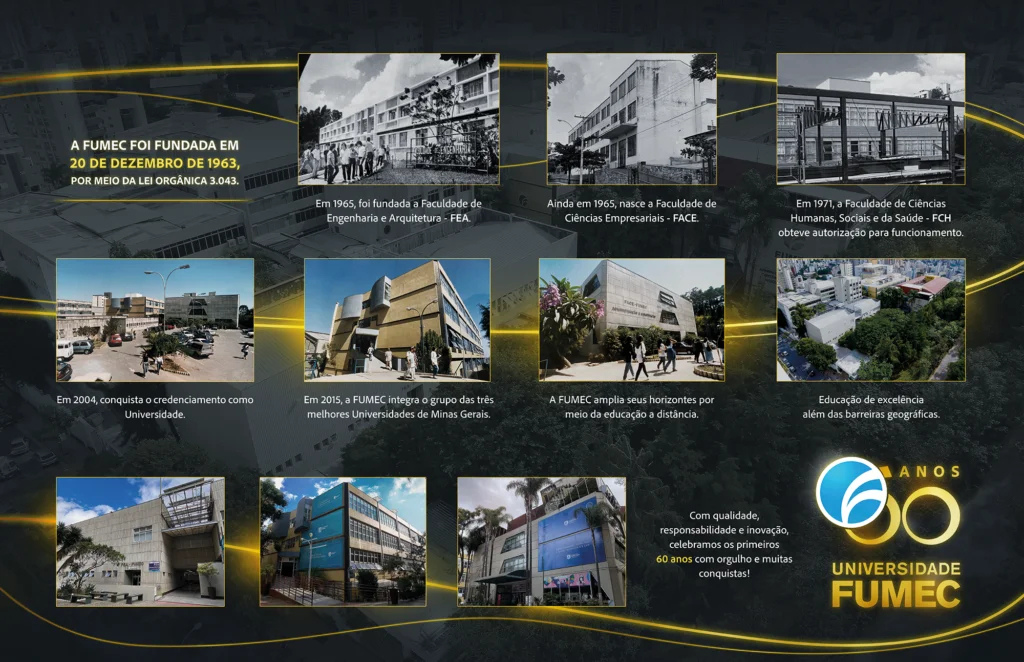 A FUMEC FOI FUNDADA EM
20 DE DEZEMBRO DE 1963,
POR MEIO DA LEI ORGÂNICA 3.043.
Em 1965, foi fundada a Faculdade de
Engenharia e Arquitetura - FEA.
Ainda em 1965, nasce a Faculdade de
Ciências Empresariais - FACE.
Em 1971, a Faculdade de Ciências
Humanas, Sociais e da Saúde - FCH
obteve autorização para funcionamento.
Em 2004, conquista o credenciamento como
Universidade.
Em 2015, a FUMEC integra o grupo das três
melhores Universidades de Minas Gerais.
A FUMEC amplia seus horizontes por
meio da educação a distância.
Educação de excelência
além das barreiras geográficas.
Com qualidade,
responsabilidade e inovação,
celebramos os primeiros
60 anos com orgulho e muitas
conquistas!
60 ANOS
UNIVERSIDADE
FUMEC